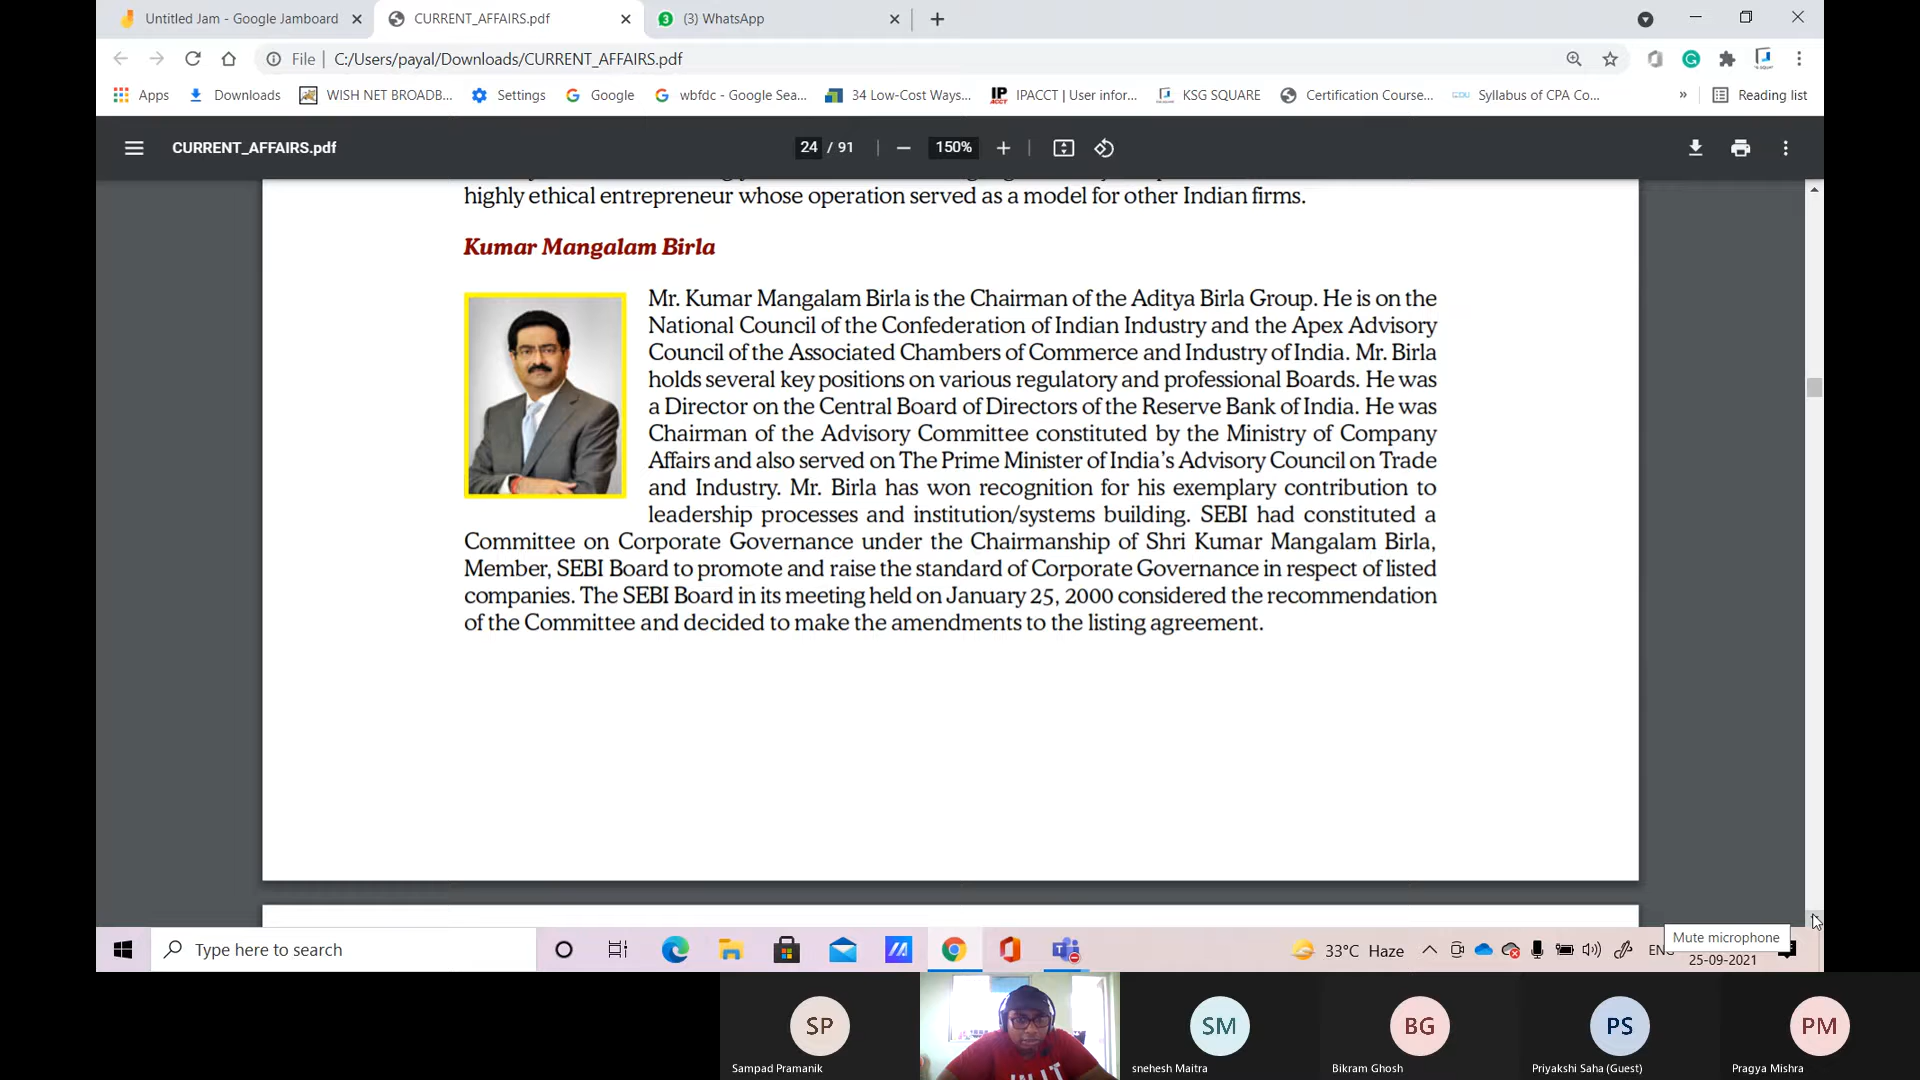 Untitled Jam - Google Jamboard
CURRENT_AFFAIRS.pdf
(3) WhatsApp
File
C:/Users/payal/Downloads/CURRENT_AFFAIRS.pdf
Apps
Downloads
WISH NET BROADB...
Settings
Google
wbfdc - Google Sea...
34 Low-Cost Ways...
IPACCT | User infor...
KSG SQUARE
Certification Course...
Syllabus of CPA Co...
»
Reading list
CURRENT_AFFAIRS.pdf
24 / 91
150%
highly ethical entrepreneur whose operation served as a model for other Indian firms.
Kumar Mangalam Birla
Mr. Kumar Mangalam Birla is the Chairman of the Aditya Birla Group. He is on the
National Council of the Confederation of Indian Industry and the Apex Advisory
Council of the Associated Chambers of Commerce and Industry of India. Mr. Birla
holds several key positions on various regulatory and professional Boards. He was
a Director on the Central Board of Directors of the Reserve Bank of India. He was
Chairman of the Advisory Committee constituted by the Ministry of Company
Affairs and also served on The Prime Minister of India's Advisory Council on Trade
and Industry. Mr. Birla has won recognition for his exemplary contribution to
leadership processes and institution/systems building. SEBI had constituted a
Committee on Corporate Governance under the Chairmanship of Shri Kumar Mangalam Birla,
Member, SEBI Board to promote and raise the standard of Corporate Governance in respect of listed
companies. The SEBI Board in its meeting held on January 25, 2000 considered the recommendation
of the Committee and decided to make the amendments to the listing agreement.
Mute microphone
Type here to search
33°C Haze
ENG
25-09-2021
SP
SM
BG
PS
PM
Sampad Pramanik
snehesh Maitra
Bikram Ghosh
Priyakshi Saha (Guest)
Pragya Mishra